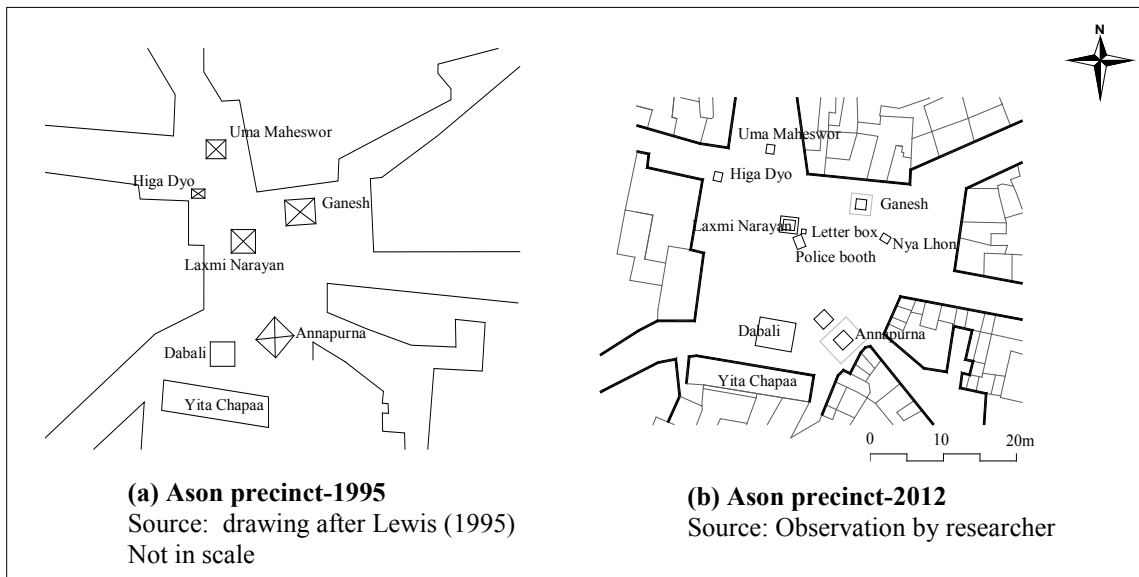 N
Uma Maheswor
Higa Dyo
Ganesh
Laxmi Narayan
Annapurna
Dabali
Yita Chapaa
(a) Ason precinct-1995
Source: drawing after Lewis (1995)
Not in scale
Uma Maheswor
Higa Dyo
Ganesh
Laxmi Narayan
Letter box
Nya Lhon
Police booth
Dabali
Annapurna
Yita Chapaa
0 10 20m
(b) Ason precinct-2012
Source: Observation by researcher